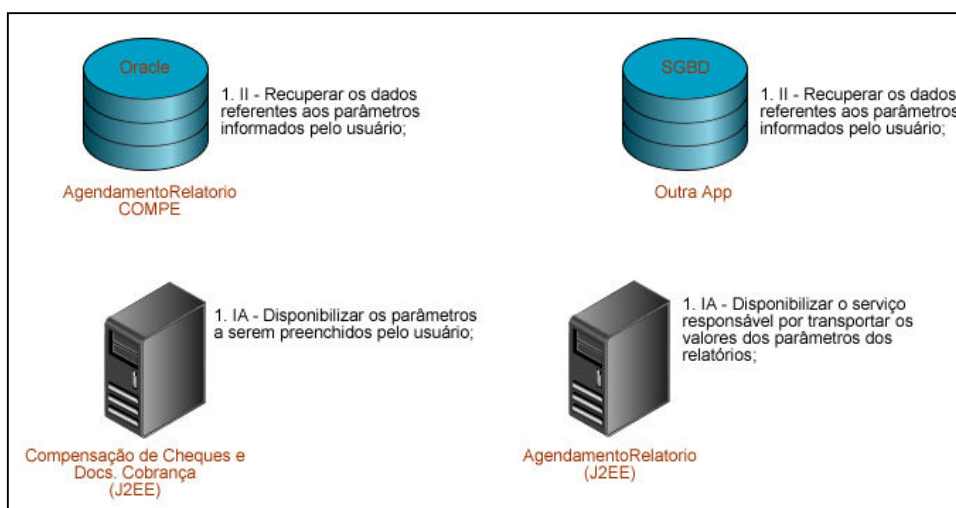 Oracle
1. II - Recuperar os dados
referentes aos parâmetros
informados pelo usuário;
AgendamentoRelatorio
COMPE
SGBD
1. II - Recuperar os dados
referentes aos parâmetros
informados pelo usuário;
Outra App
1. IA - Disponibilizar os parâmetros
a serem preenchidos pelo usuário;
Compensação de Cheques e
Docs. Cobrança
(J2EE)
1. IA - Disponibilizar o serviço
responsável por transportar os
valores dos parâmetros dos
relatórios;
AgendamentoRelatorio
(J2EE)